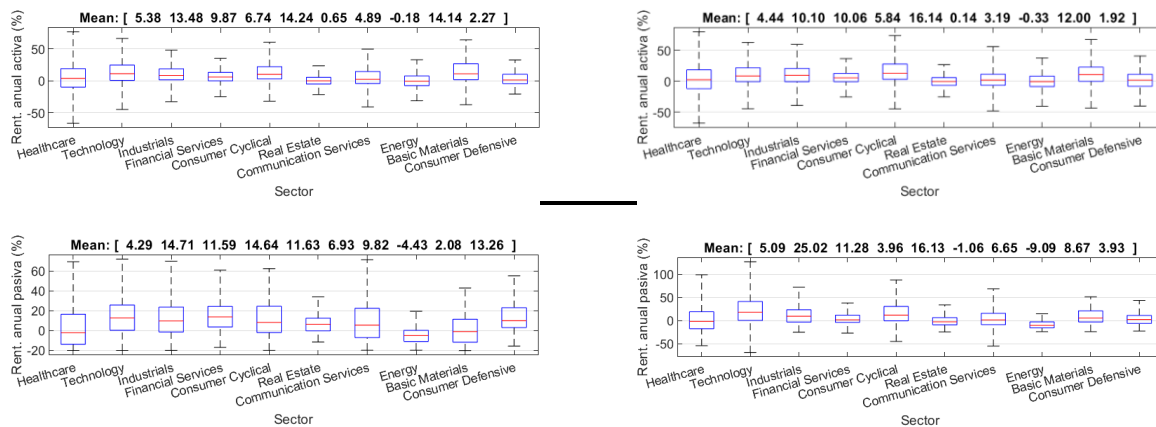 Mean: [ 5.38 13.48 9.87 6.74 14.24 0.65 4.89 -0.18 14.14 2.27 ]
Rent. anual activa (%)
50
0
-50
Healthcare
Technology
Industrials
Financial Services
Consumer Cyclical
Real Estate
Communication Services
Energy
Basic Materials
Consumer Defensive
Sector
Mean: [ 4.44 10.10 10.06 5.84 16.14 0.14 3.19 -0.33 12.00 1.92 ]
Rent. anual activa (%)
50
0
-50
Healthcare
Technology
Industrials
Financial Services
Consumer Cyclical
Real Estate
Communication Services
Energy
Basic Materials
Consumer Defensive
Sector
Mean: [ 4.29 14.71 11.59 14.64 11.63 6.93 9.82 -4.43 2.08 13.26 ]
Rent. anual pasiva (%)
60
40
20
0
-20
Healthcare
Technology
Industrials
Financial Services
Consumer Cyclical
Real Estate
Communication Services
Energy
Basic Materials
Consumer Defensive
Sector
Mean: [ 5.09 25.02 11.28 3.96 16.13 -1.06 6.65 -9.09 8.67 3.93 ]
Rent. anual pasiva (%)
100
50
0
-50
Healthcare
Technology
Industrials
Financial Services
Consumer Cyclical
Real Estate
Communication Services
Energy
Basic Materials
Consumer Defensive
Sector